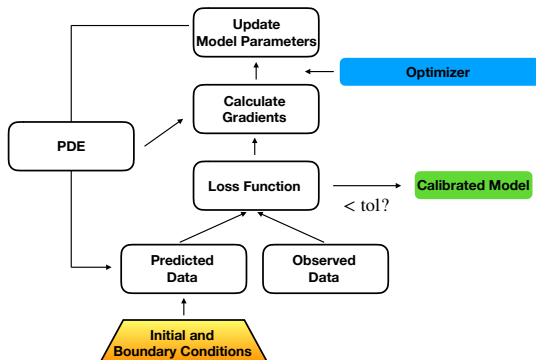 Update
Model Parameters
Optimizer
Calculate
Gradients
PDE
Loss Function
Calibrated Model
< tol?
Predicted
Data
Observed
Data
Initial and
Boundary Conditions